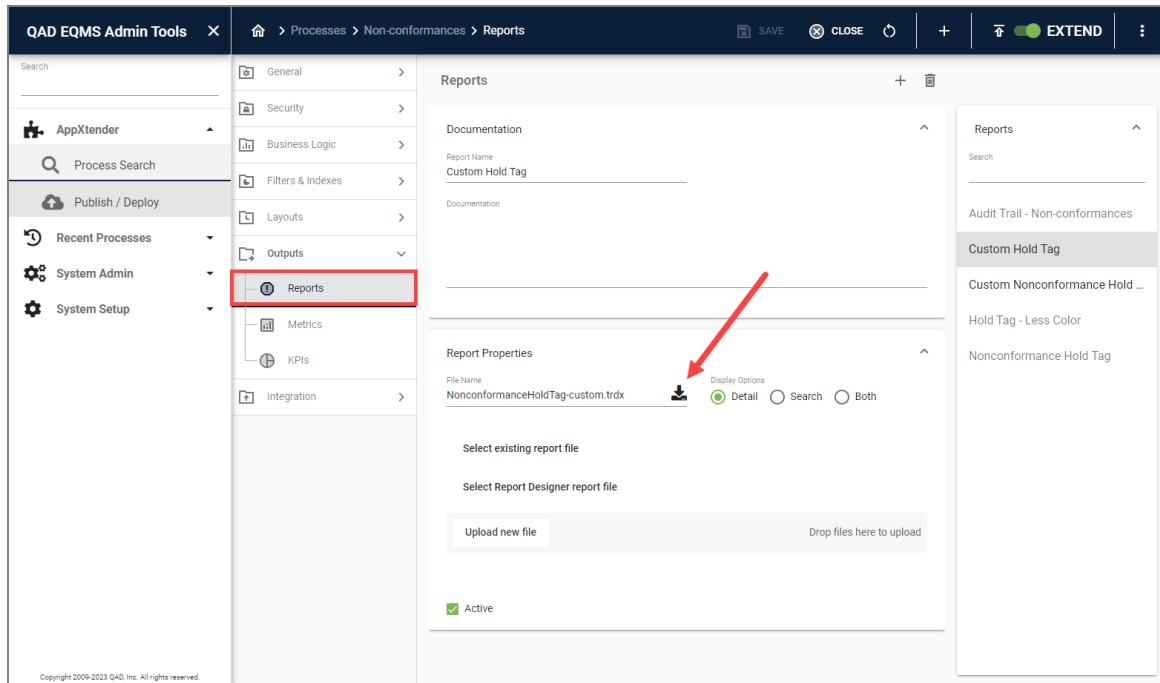 QAD EQMS Admin Tools
Processes > Non-conformances > Reports
SAVE
CLOSE
EXTEND
Search
AppXtender
Process Search
Publish / Deploy
Recent Processes
System Admin
System Setup
Copyright 2009-2023 QAD, Inc. All rights reserved.
General
Security
Business Logic
Filters & Indexes
Layouts
Outputs
Reports
Metrics
KPIs
Integration
Reports
Documentation
Report Name
Custom Hold Tag
Documentation
Report Properties
File Name
NonconformanceHoldTag-custom.trdx
Display Options
Detail
Search
Both
Select existing report file
Select Report Designer report file
Upload new file
Drop files here to upload
Active
Reports
Search
Audit Trail - Non-conformances
Custom Hold Tag
Custom Nonconformance Hold ...
Hold Tag - Less Color
Nonconformance Hold Tag